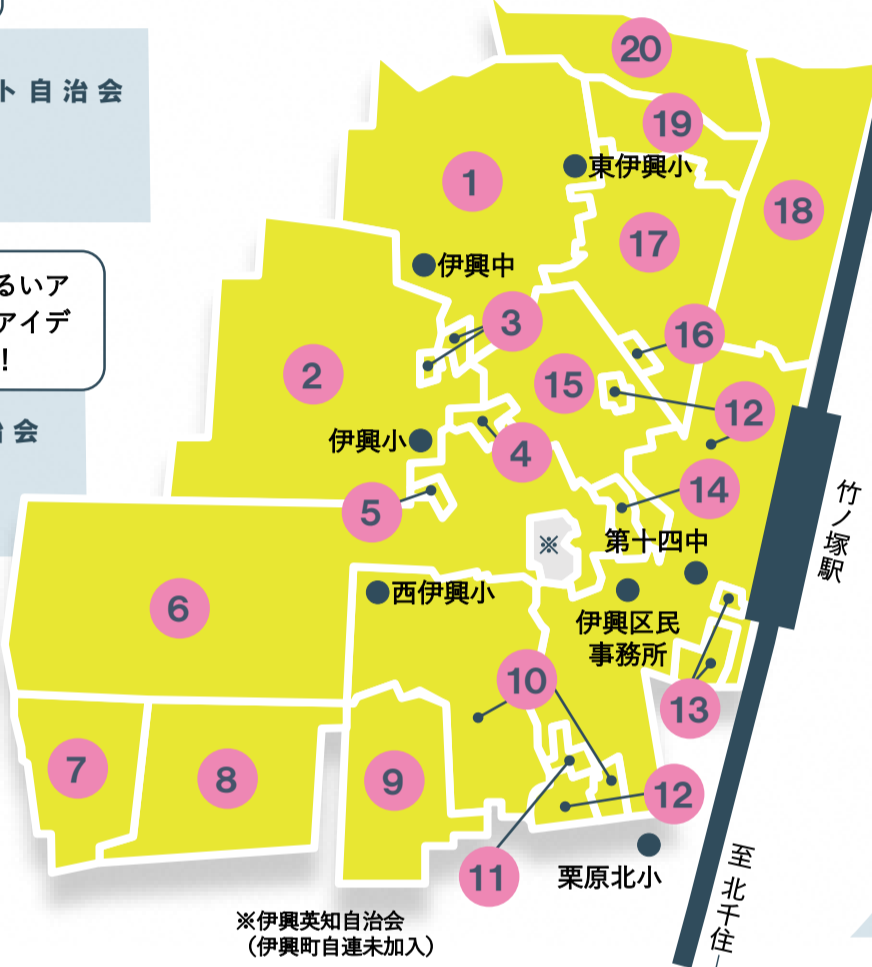 ト自治会
るいア
アイデ
！
治会
20
19
1
東伊興小
18
17
伊興中
3
16
2
15
12
伊興小
4
14
5
竹ノ塚駅
※
第十四中
西伊興小
6
伊興区民
事務所
10
13
7
8
9
12
11
栗原北小
至 北千住
※伊興英知自治会
（伊興町自連未加入）